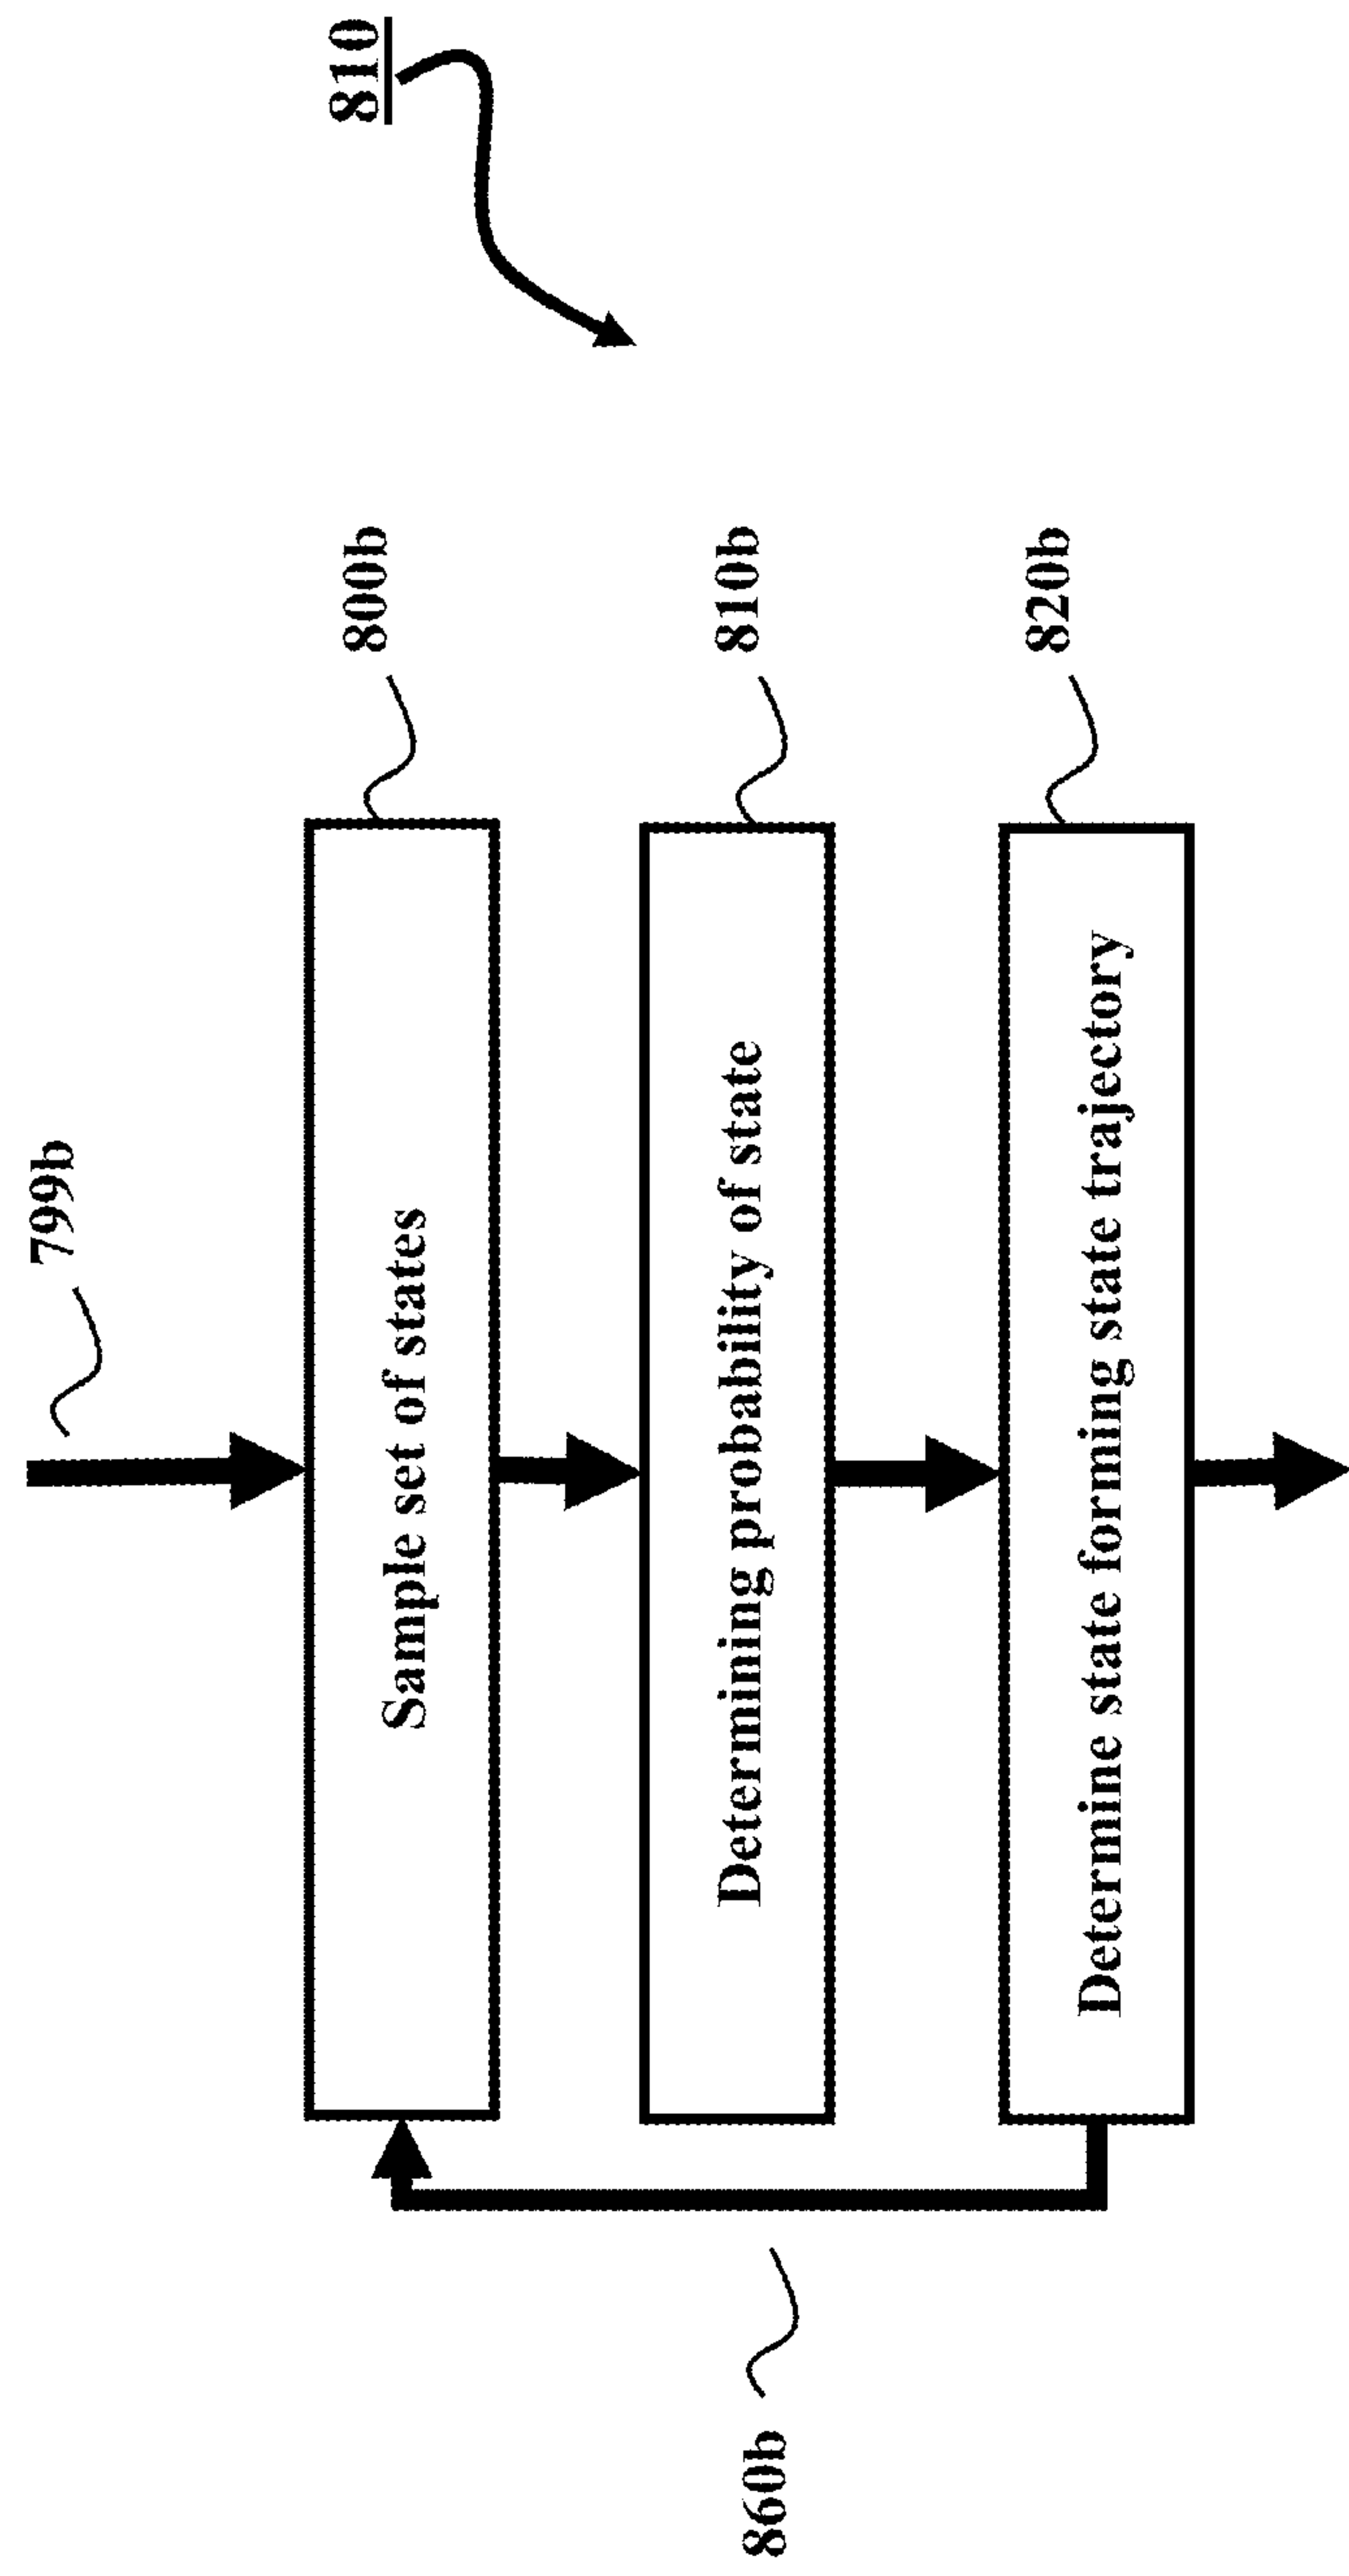 810
799b
Sample set of states
800b
Determining probability of state
810b
860b
Determine state forming state trajectory
820b